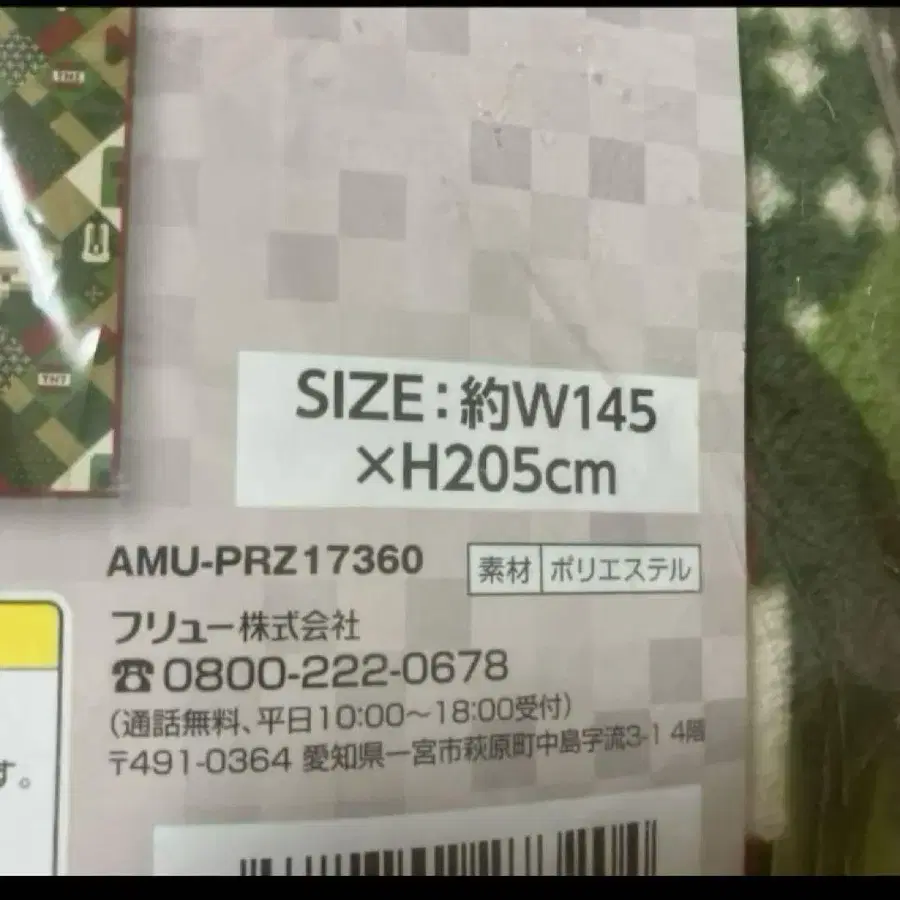 TNT
TNT
SIZE:約W145
×H205cm
AMU-PRZ17360
素材 ポリエステル
フリュー株式会社
☎0800-222-0678
(通話無料、平日10:00〜18:00受付)
〒491-0364 愛知県一宮市萩原町中島字流3-1 4階
す。